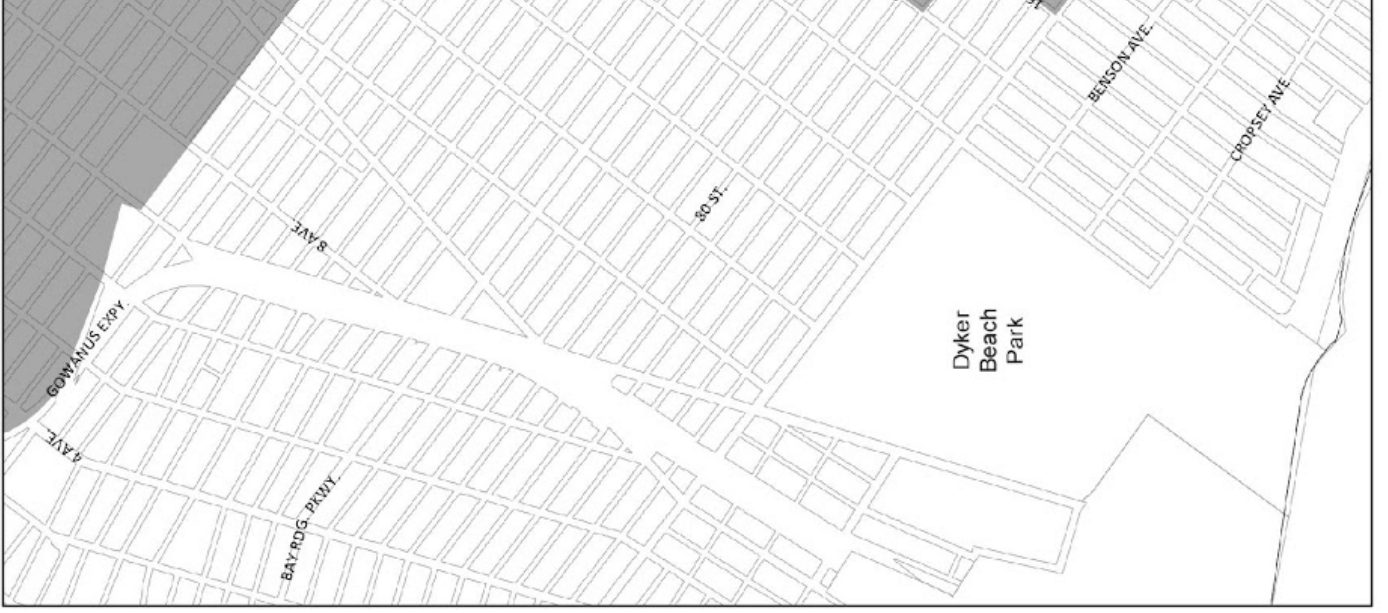 BENSON AVE.
CROPSEY AVE.
80 ST.
8 AVE.
Dyker
Beach
Park
GOWANUS EXPY.
4 AVE.
BAY RDG. PKWY.